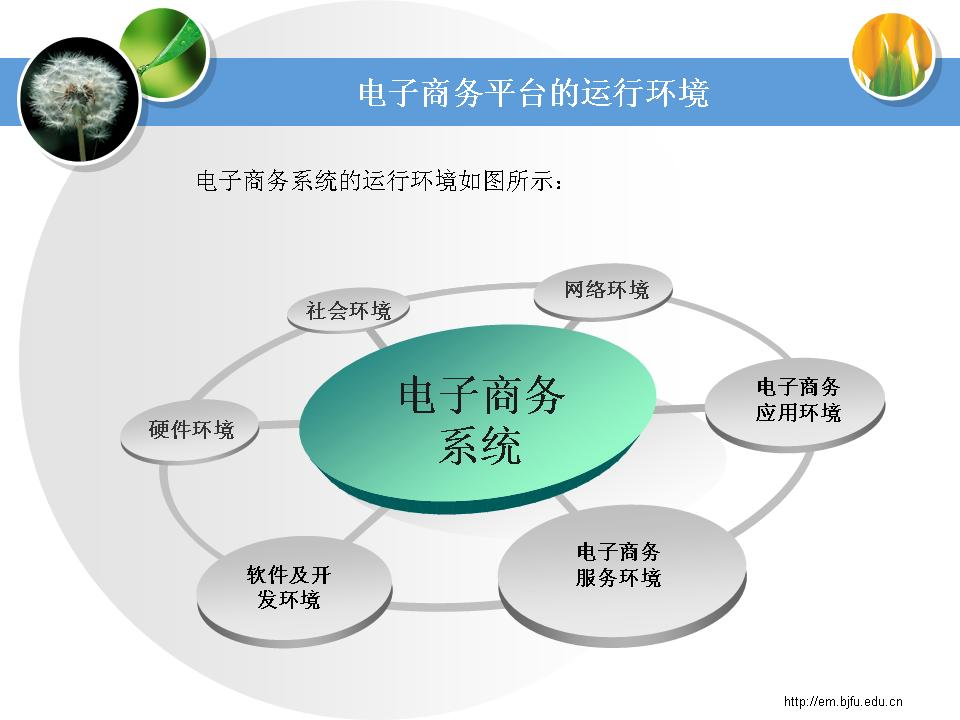 电子商务平台的运行环境
电子商务系统的运行环境如图所示：
社会环境
网络环境
电子商务
系统
电子商务
应用环境
硬件环境
软件及开
发环境
电子商务
服务环境
http://em.bjfu.edu.cn